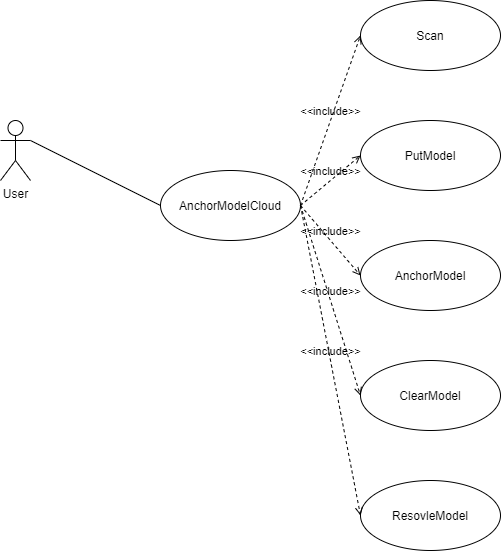 Scan
<<include>>
User
PutModel
<<include>>
AnchorModelCloud
<<include>>
AnchorModel
<<include>>
<<include>>
ClearModel
ResovleModel